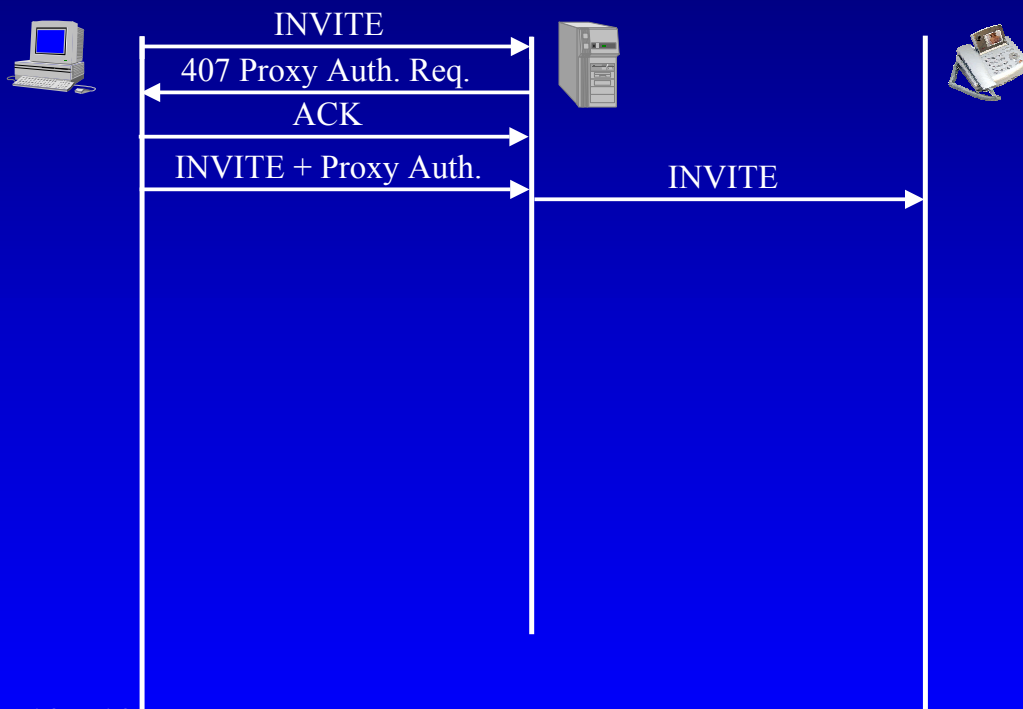 INVITE
407 Proxy Auth. Req.
ACK
INVITE + Proxy Auth.
INVITE